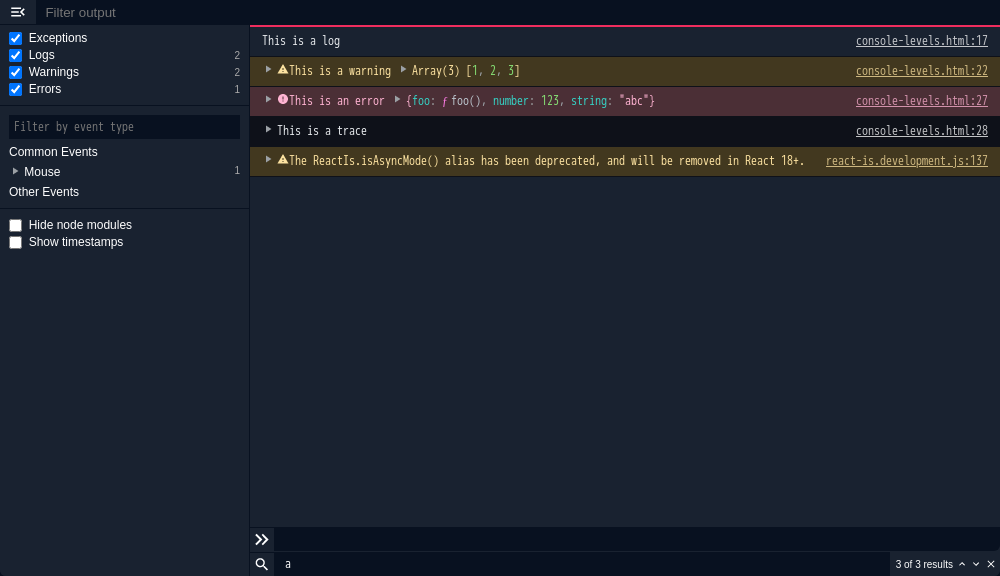 Filter output
Exceptions
Logs 2
Warnings 2
Errors 1
Filter by event type
Common Events
Mouse 1
Other Events
Hide node modules
Show timestamps
This is a log console-levels.html:17
This is a warning Array(3) [1, 2, 3] console-levels.html:22
This is an error {foo: ƒ foo(), number: 123, string: "abc"} console-levels.html:27
This is a trace console-levels.html:28
The ReactIs.isAsyncMode() alias has been deprecated, and will be removed in React 18+. react-is.development.js:137
a 3 of 3 results